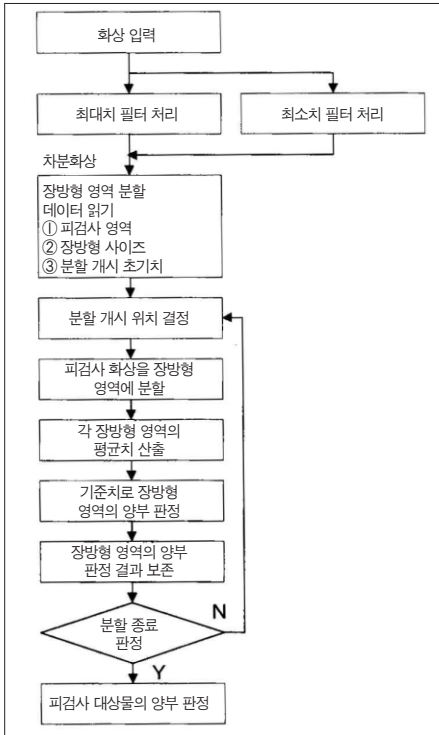 화상 입력
최대치 필터 처리
최소치 필터 처리
차분화상
장방형 영역 분할
데이터 읽기
① 피검사 영역
② 장방형 사이즈
③ 분할 개시 초기치
분할 개시 위치 결정
피검사 화상을 장방형
영역에 분할
각 장방형 영역의
평균치 산출
기준치로 장방형
영역의 양부 판정
장방형 영역의 양부
판정 결과 보존
분할 종료
판정
N
Y
피검사 대상물의 양부 판정